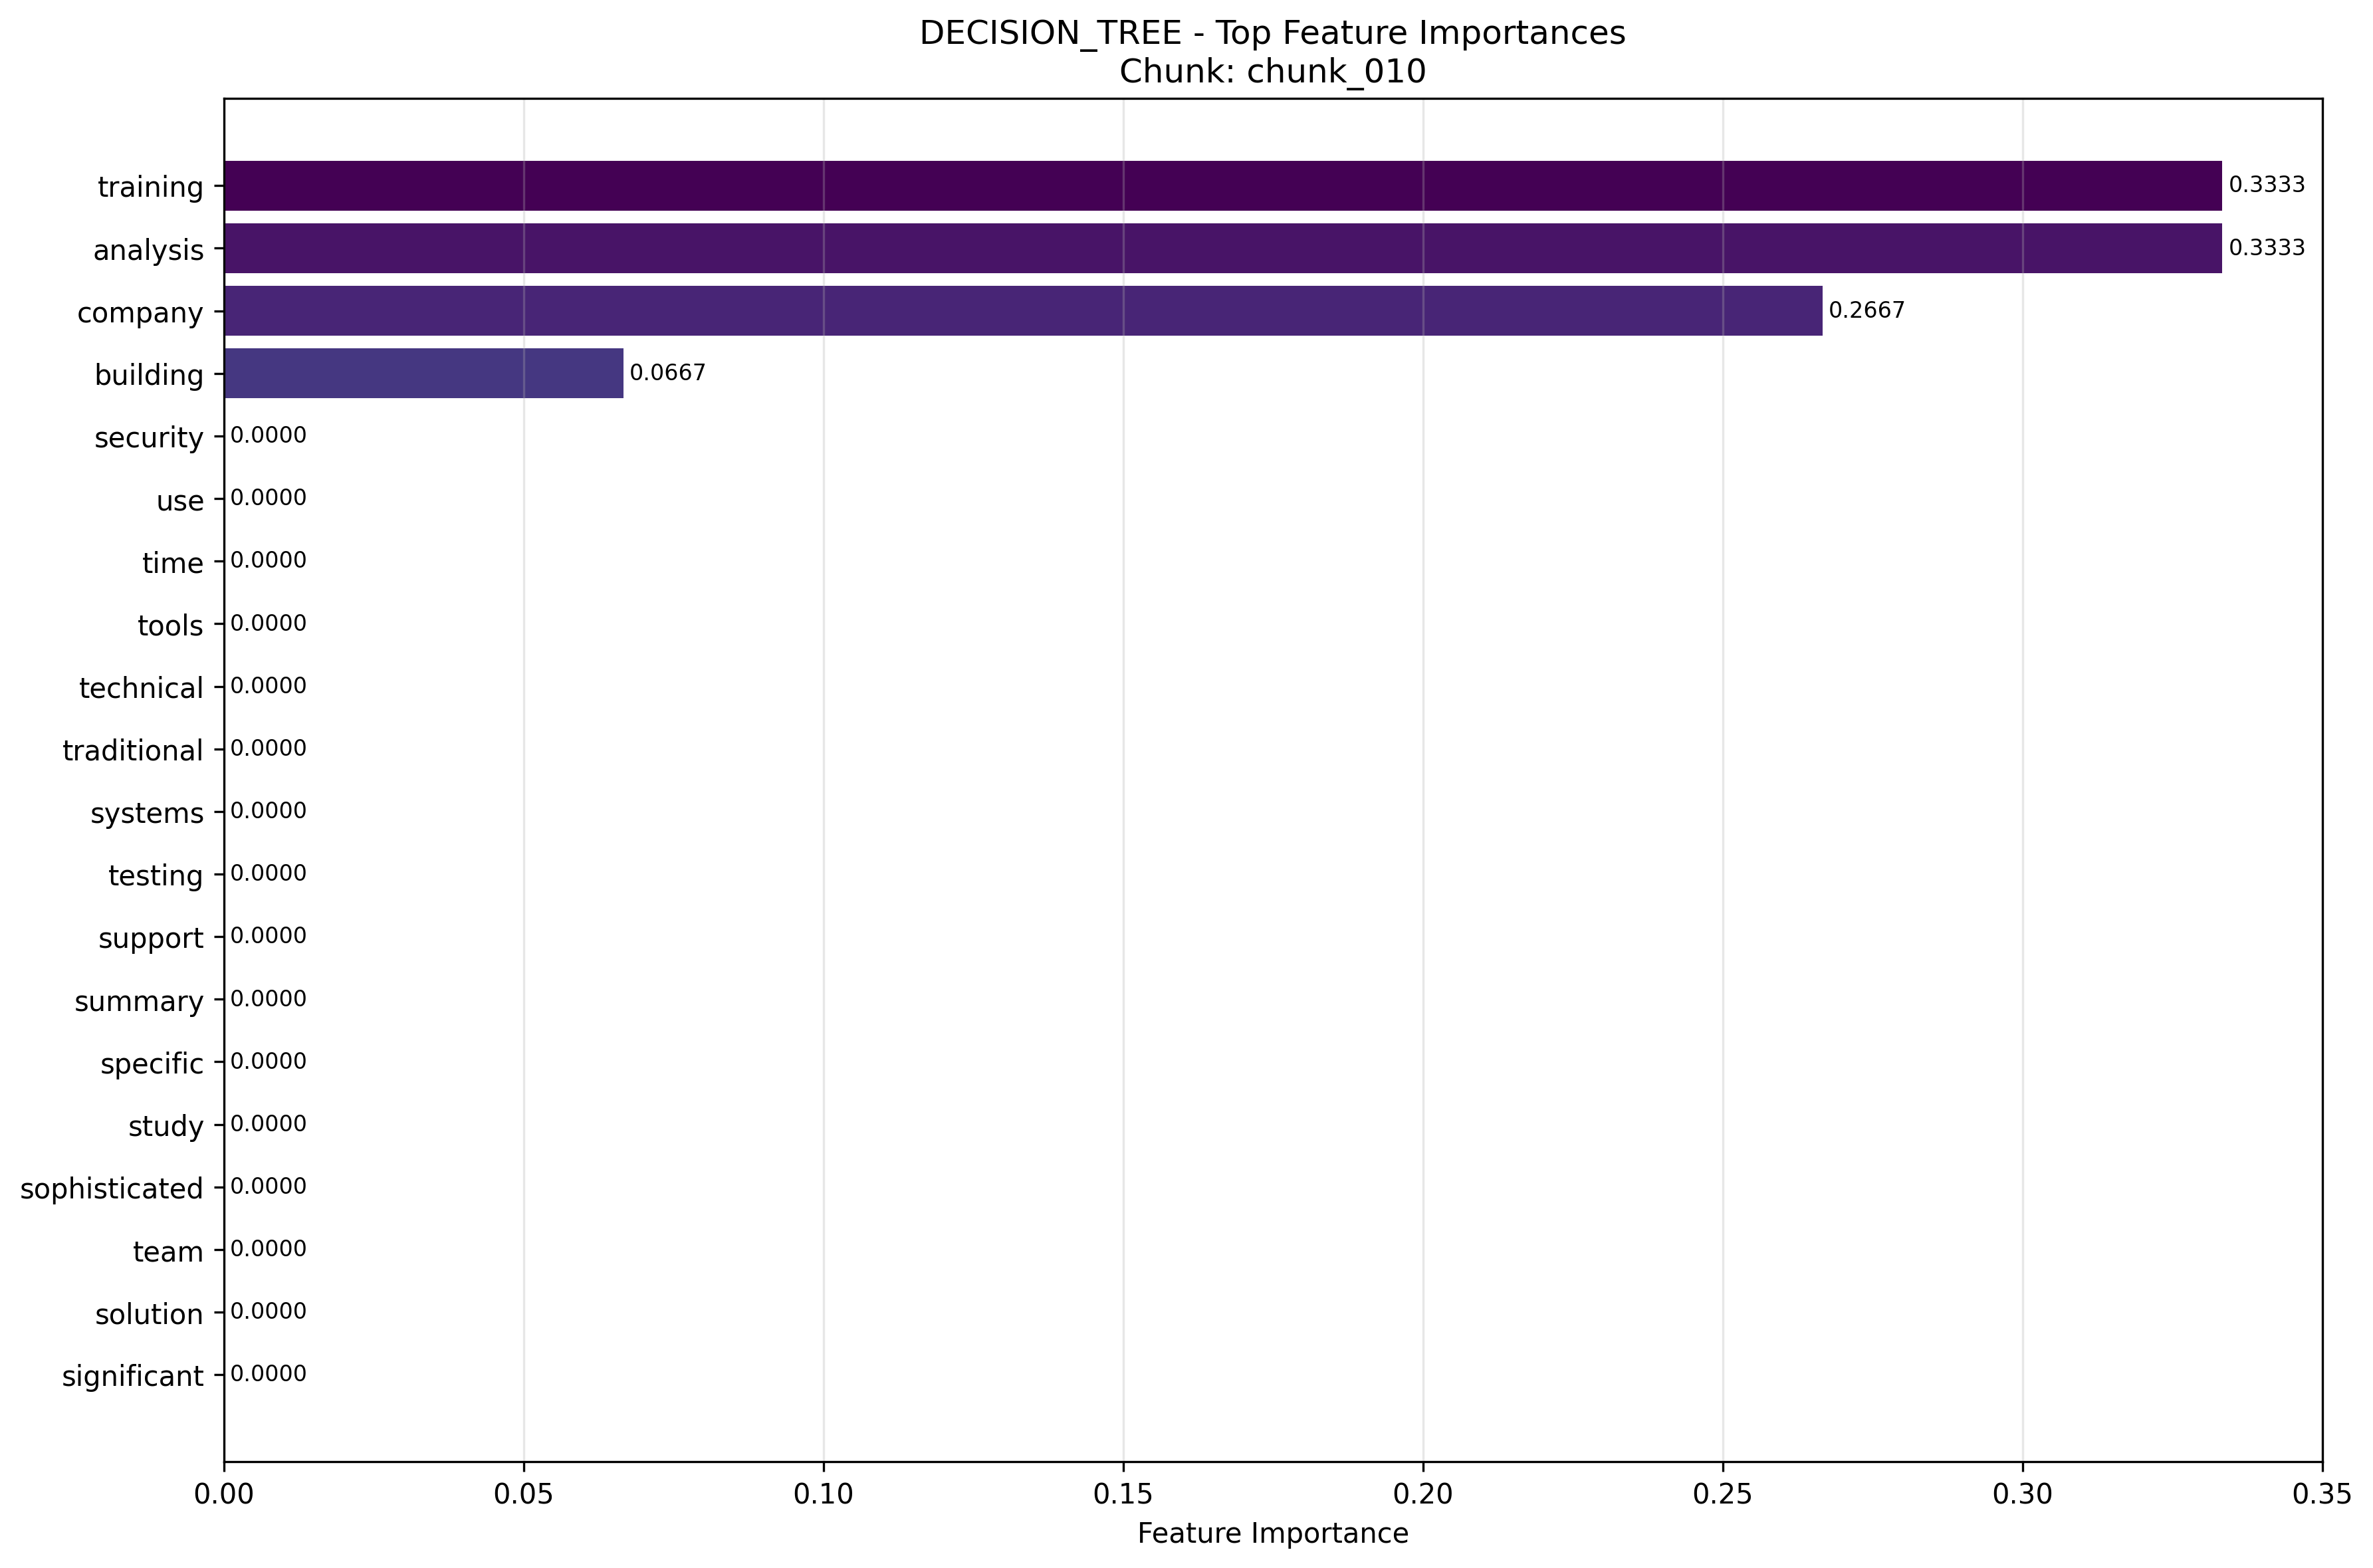 DECISION_TREE - Top Feature Importances
Chunk: chunk_010
training 0.3333
analysis 0.3333
company 0.2667
building 0.0667
security 0.0000
use 0.0000
time 0.0000
tools 0.0000
technical 0.0000
traditional 0.0000
systems 0.0000
testing 0.0000
support 0.0000
summary 0.0000
specific 0.0000
study 0.0000
sophisticated 0.0000
team 0.0000
solution 0.0000
significant 0.0000
0.00 0.05 0.10 0.15 0.20 0.25 0.30 0.35
Feature Importance